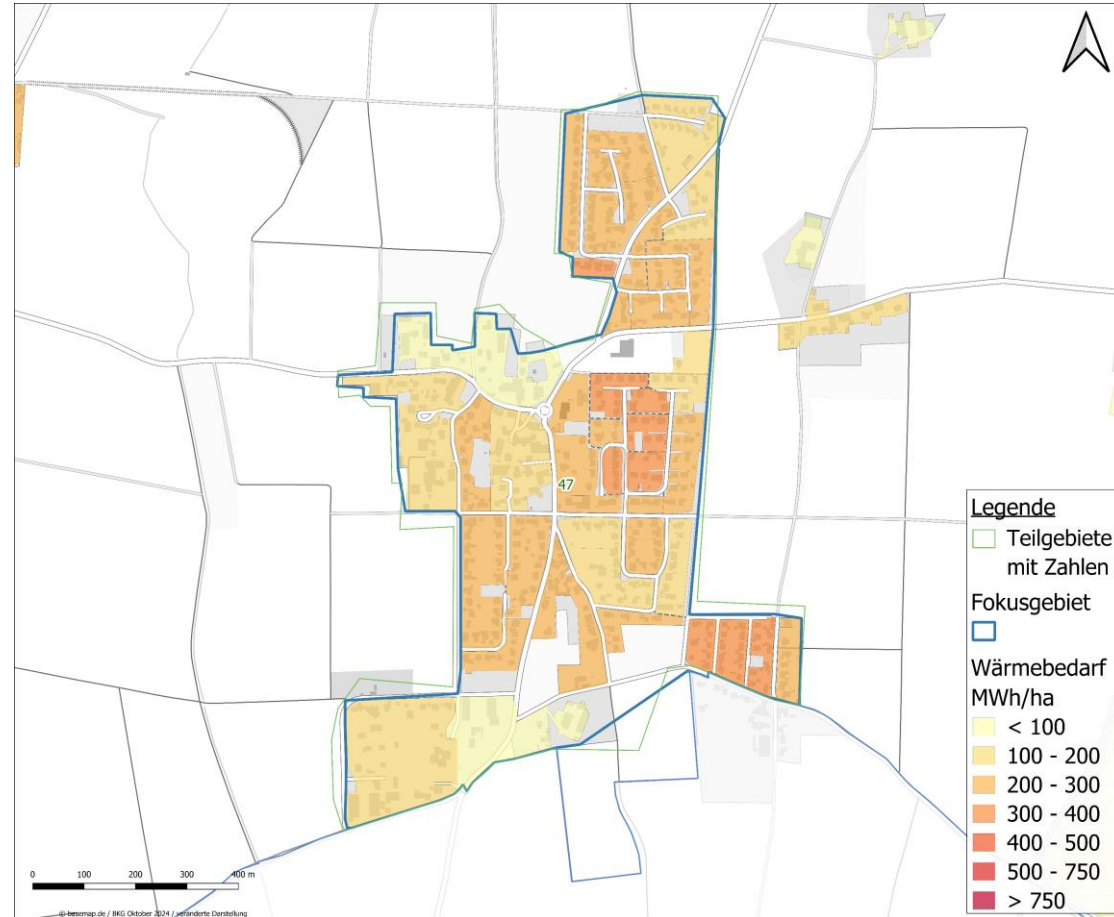 47
Legende
Teilgebiete
mit Zahlen
Fokusgebiet
Wärmebedarf
MWh/ha
< 100
100 - 200
200 - 300
300 - 400
400 - 500
500 - 750
> 750
0 100 200 300 400 m
© basemap.de / BKG Oktober 2024 / veränderte Darstellung